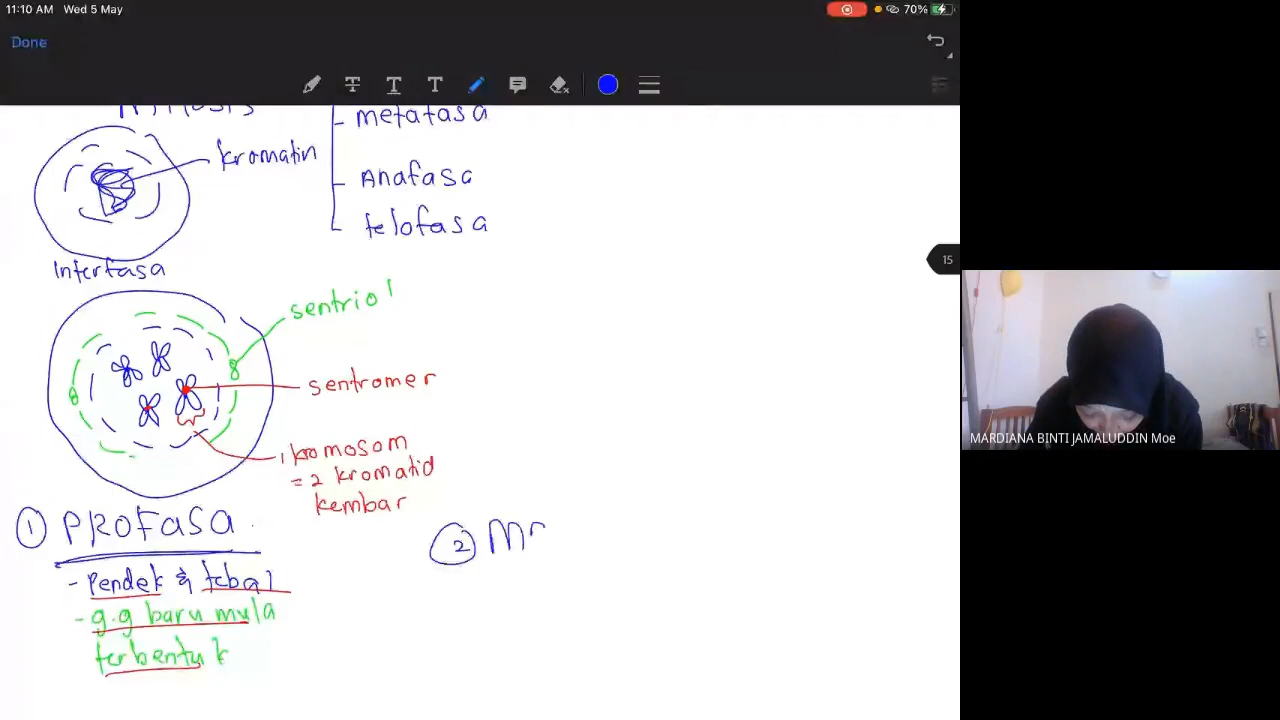 11:10 AM Wed 5 May
70%
Done
T T T
Mitosis
metafasa
kromatin
Anafasa
telofasa
Interfasa
15
sentriol
sentromer
1 kromosom
= 2 kromatid
kembar
1 PROFASA
- Pendek & tebal
- g.g baru mula
terbentuk
2
MARDIANA BINTI JAMALUDDIN Moe